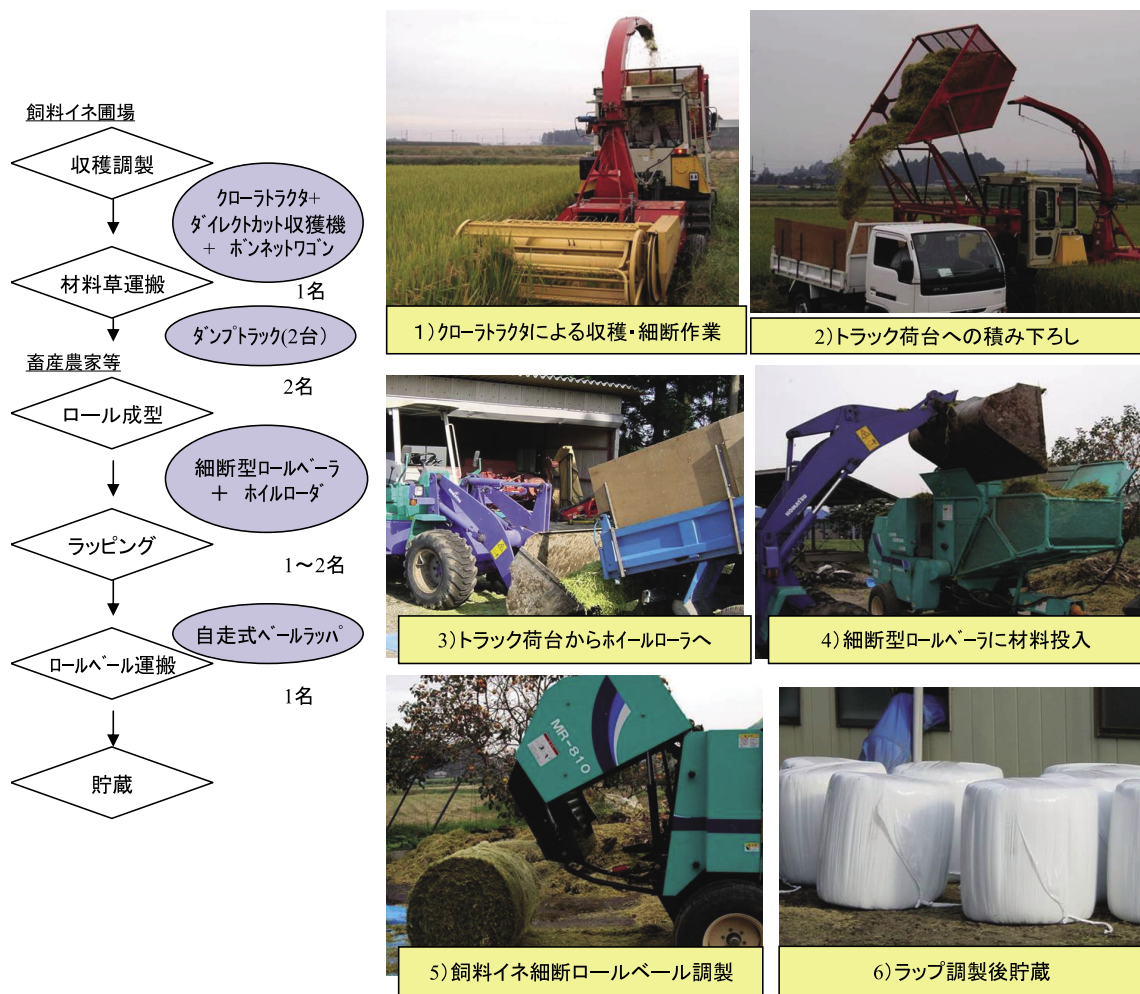 飼料イネ圃場
収穫調製
クローラトラクタ+
ダイレクトカット収獲機
+ ボンネットワゴン
1名
材料草運搬
ダンプトラック(2台)
2名
畜産農家等
ロール成型
細断型ロールベーラ
+ ホイルローダ
1～2名
ラッピング
自走式ベールラッパ
1名
ロールベール運搬
貯蔵
1)クローラトラクタによる収穫・細断作業
2)トラック荷台への積み下ろし
3)トラック荷台からホイールローラへ
KOMATSU
4)細断型ロールベーラに材料投入
MR-810
5)飼料イネ細断ロールベール調製
6)ラップ調製後貯蔵